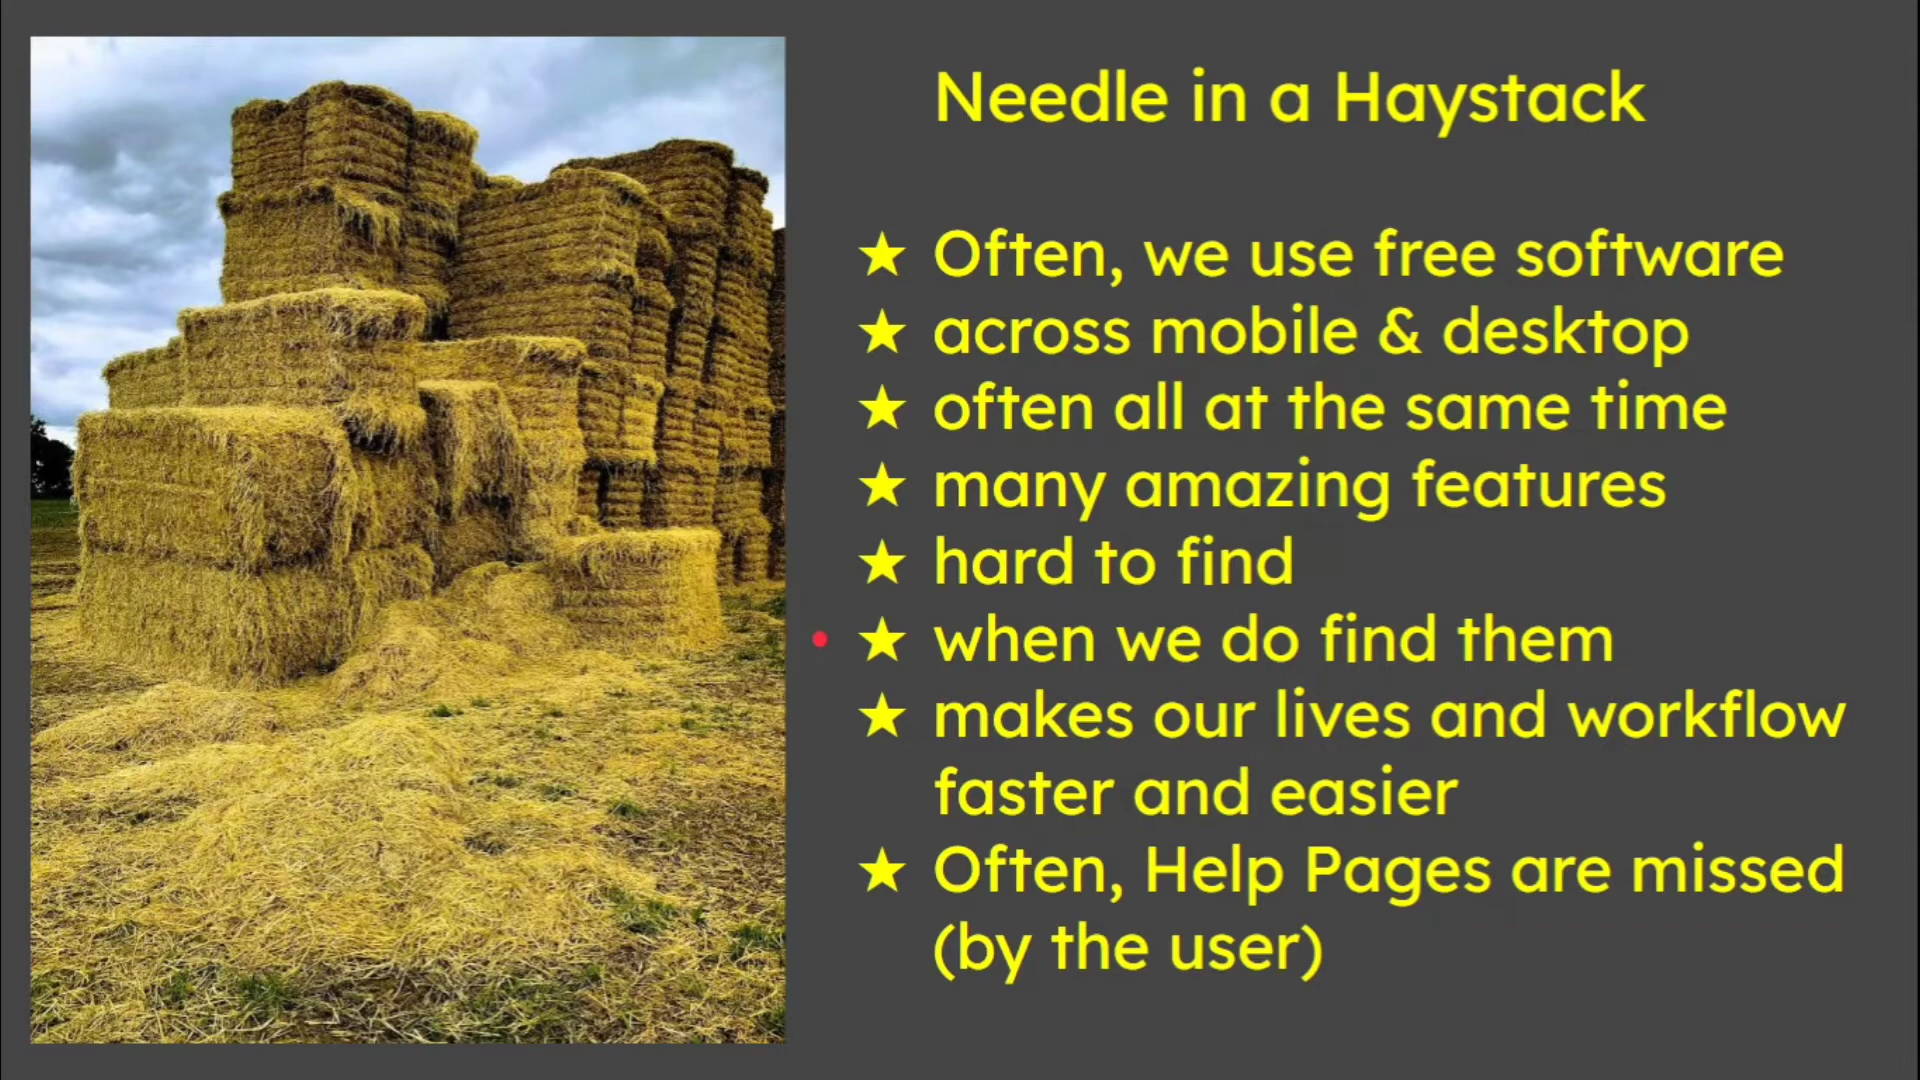 Needle in a Haystack
★ Often, we use free software
★ across mobile & desktop
★ often all at the same time
★ many amazing features
★ hard to find
★ when we do find them
★ makes our lives and workflow
faster and easier
★ Often, Help Pages are missed
(by the user)